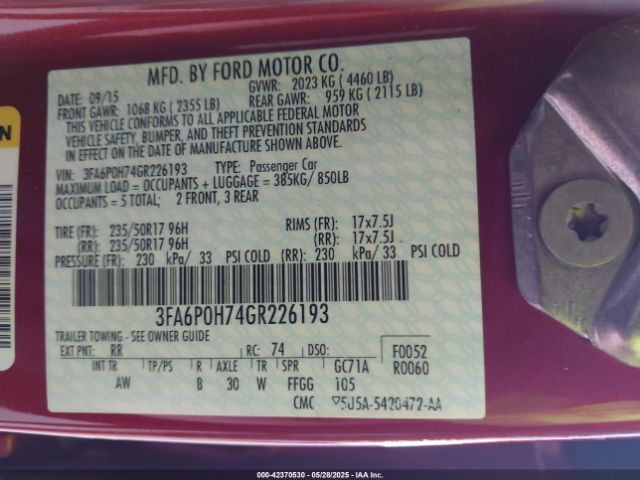 MFD. BY FORD MOTOR CO.
DATE: 09/15 GVWR: 2023 KG ( 4460 LB)
FRONT GAWR: 1068 KG ( 2355 LB) REAR GAWR: 959 KG ( 2115 LB)
THIS VEHICLE CONFORMS TO ALL APPLICABLE FEDERAL MOTOR
VEHICLE SAFETY, BUMPER, AND THEFT PREVENTION STANDARDS
IN EFFECT ON THE DATE OF MANUFACTURE SHOWN ABOVE.
VIN: 3FA6P0H74GR226193 TYPE: Passenger Car
MAXIMUM LOAD = OCCUPANTS + LUGGAGE = 385KG/ 850LB
OCCUPANTS = 5 TOTAL; 2 FRONT, 3 REAR
TIRE (FR): 235/50R17 96H RIMS (FR): 17x7.5J
(RR): 235/50R17 96H (RR): 17x7.5J
PRESSURE (FR): 230 kPa/ 33 PSI COLD (RR): 230 kPa/ 33 PSI COLD
3FA6P0H74GR226193
TRAILER TOWING - SEE OWNER GUIDE
EXT PNT: RR RC: 74 DSO: F0052
INT TR TP/PS R AXLE TR SPR GC71A R0060
AW B 30 W FFGG 105
CMC 5U5A-5420472-AA
000-42370530 - 05/28/2025 - IAA Inc.